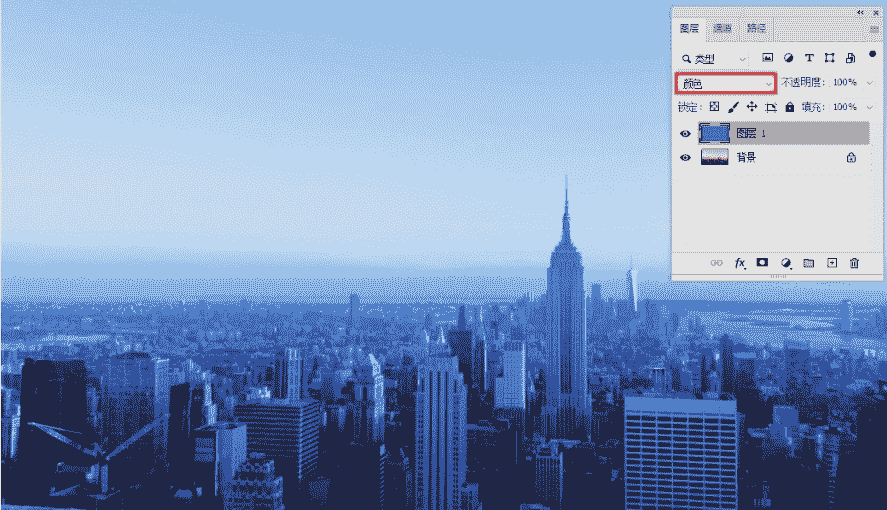 图层 通道 路径
类型
颜色 不透明度: 100%
锁定: 填充: 100%
图层 1
背景
fx